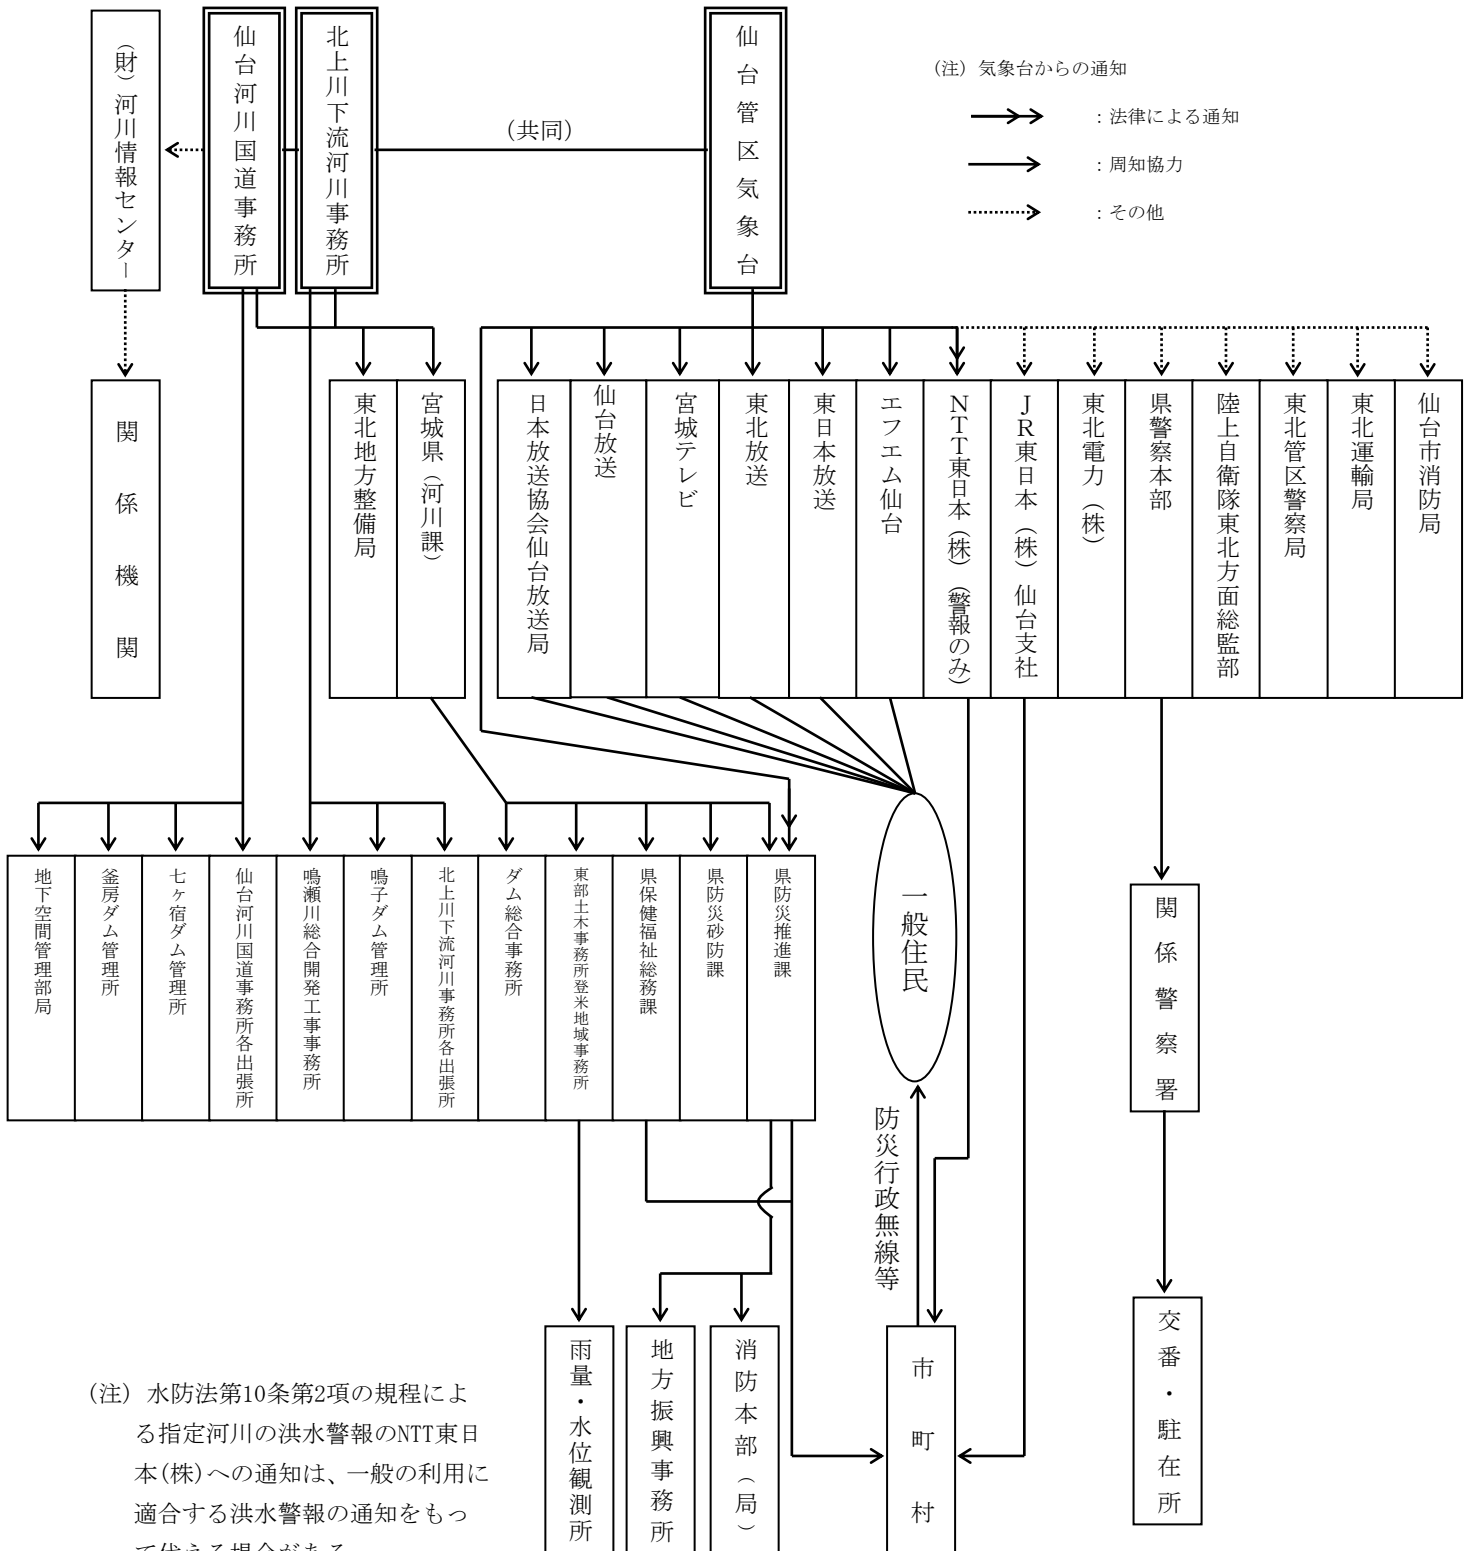 (財)河川情報センター
仙台河川国道事務所
北上川下流河川事務所
(共同)
仙台管区気象台
(注) 気象台からの通知
:法律による通知
:周知協力
:その他
関係機関
東北地方整備局
宮城県(河川課)
日本放送協会仙台放送局
仙台放送
宮城テレビ
東北放送
東日本放送
エフエム仙台
NTT東日本(株)(警報のみ)
JR東日本(株)仙台支社
東北電力(株)
県警察本部
陸上自衛隊東北方面総監部
東北管区警察局
東北運輸局
仙台市消防局
地下空間管理部局
釜房ダム管理所
七ヶ宿ダム管理所
仙台河川国道事務所各出張所
鳴瀬川総合開発工事事務所
鳴子ダム管理所
北上川下流河川事務所各出張所
ダム総合事務所
東部土木事務所登米地域事務所
県保健福祉総務課
県防災砂防課
県防災推進課
一般住民
関係警察署
防災行政無線等
雨量・水位観測所
地方振興事務所
消防本部(局)
市町村
交番・駐在所
(注) 水防法第10条第2項の規程によ
る指定河川の洪水警報のNTT東日
本(株)への通知は、一般の利用に
適合する洪水警報の通知をもっ
て代える場合がある